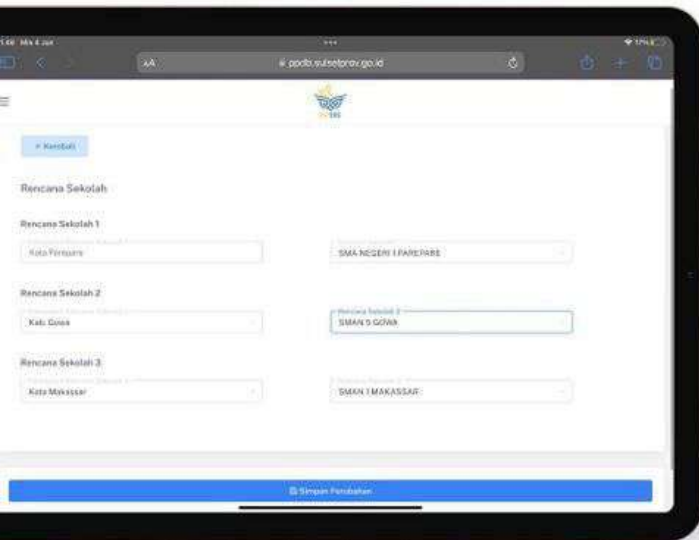 ppdb.sulselprov.go.id
Kembali
Rencana Sekolah
Rencana Sekolah 1
Kota Parepare
SMA NEGERI 1 PAREPARE
Rencana Sekolah 2
Kab. Gowa
Rencana Sekolah 2
SMAN 5 GOWA
Rencana Sekolah 3
Kota Makassar
SMAN 1 MAKASSAR
Simpan Perubahan